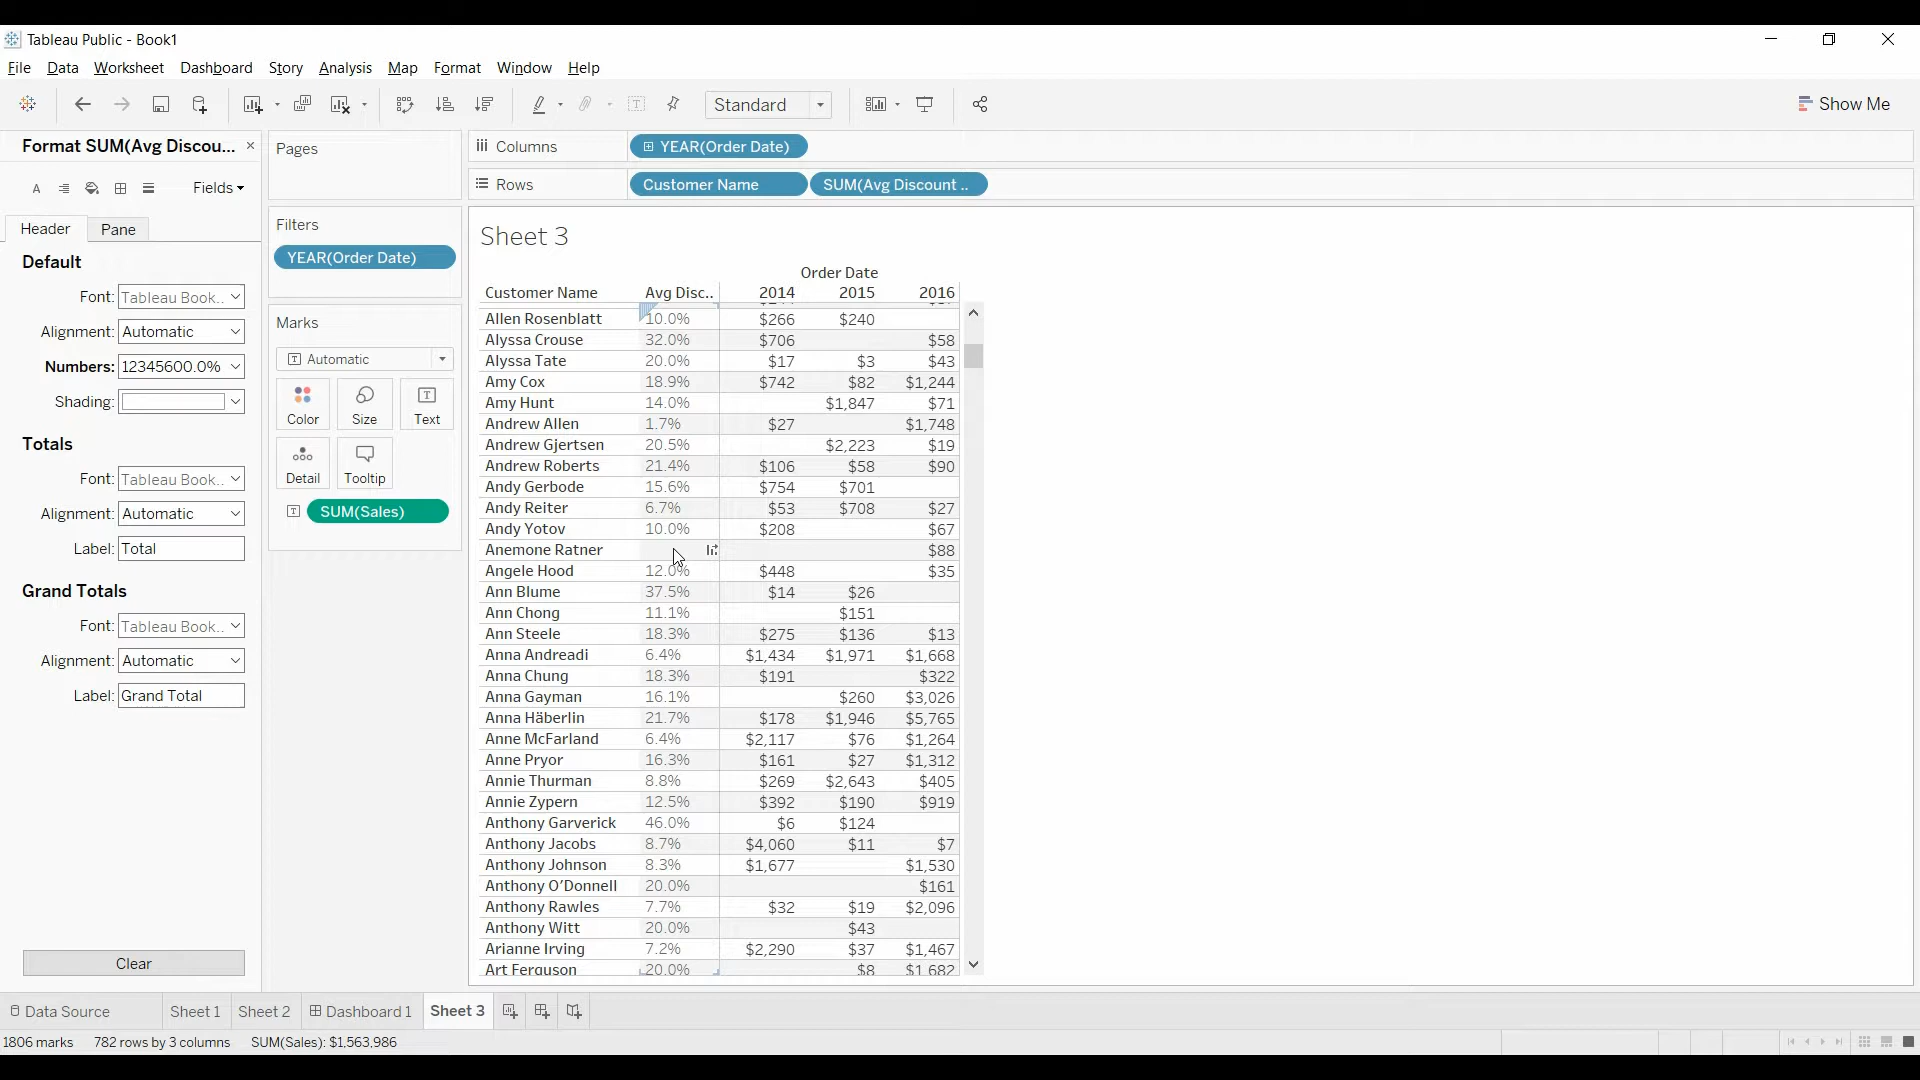 Tableau Public - Book1
File Data Worksheet Dashboard Story Analysis Map Format Window Help
Standard
Show Me
Format SUM(Avg Discou...
Fields
Header Pane
Default
Font: Tableau Book..
Alignment: Automatic
Numbers: 12345600.0%
Shading:
Totals
Font: Tableau Book..
Alignment: Automatic
Label: Total
Grand Totals
Font: Tableau Book..
Alignment: Automatic
Label: Grand Total
Clear
Pages
Filters
YEAR(Order Date)
Marks
Automatic
Color Size Text
Detail Tooltip
SUM(Sales)
Columns YEAR(Order Date)
Rows Customer Name SUM(Avg Discount ..
Sheet 3
Order Date
Customer Name Avg Disc.. 2014 2015 2016
Allen Rosenblatt 10.0% $266 $240
Alyssa Crouse 32.0% $706 $58
Alyssa Tate 20.0% $17 $3 $43
Amy Cox 18.9% $742 $82 $1,244
Amy Hunt 14.0% $1,847 $71
Andrew Allen 1.7% $27 $1,748
Andrew Gjertsen 20.5% $2,223 $19
Andrew Roberts 21.4% $106 $58 $90
Andy Gerbode 15.6% $754 $701
Andy Reiter 6.7% $53 $708 $27
Andy Yotov 10.0% $208 $67
Anemone Ratner $88
Angele Hood 12.0% $448 $35
Ann Blume 37.5% $14 $26
Ann Chong 11.1% $151
Ann Steele 18.3% $275 $136 $13
Anna Andreadi 6.4% $1,434 $1,971 $1,668
Anna Chung 18.3% $191 $322
Anna Gayman 16.1% $260 $3,026
Anna Häberlin 21.7% $178 $1,946 $5,765
Anne McFarland 6.4% $2,117 $76 $1,264
Anne Pryor 16.3% $161 $27 $1,312
Annie Thurman 8.8% $269 $2,643 $405
Annie Zypern 12.5% $392 $190 $919
Anthony Garverick 46.0% $6 $124
Anthony Jacobs 8.7% $4,060 $11 $7
Anthony Johnson 8.3% $1,677 $1,530
Anthony O'Donnell 20.0% $161
Anthony Rawles 7.7% $32 $19 $2,096
Anthony Witt 20.0% $43
Arianne Irving 7.2% $2,290 $37 $1,467
Art Ferguson 20.0% $8 $1,682
Data Source Sheet 1 Sheet 2 Dashboard 1 Sheet 3
1806 marks 782 rows by 3 columns SUM(Sales): $1,563,986